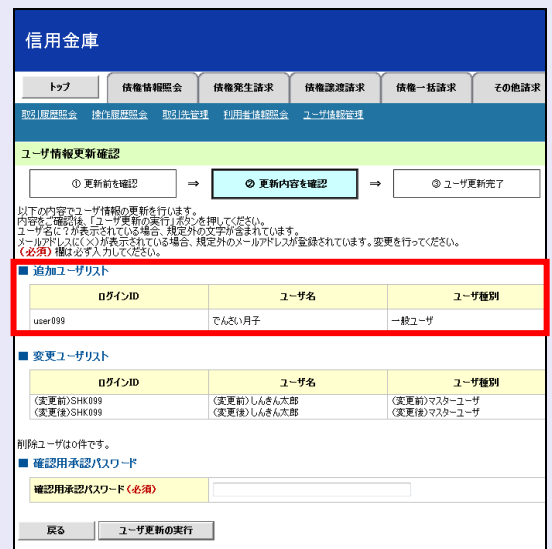 信用金庫
トップ 債権情報照会 債権発生請求 債権譲渡請求 債権一括請求 その他請求
取引履歴照会 操作履歴照会 取引先管理 利用者情報照会 ユーザ情報管理
ユーザ情報更新確認
① 更新前を確認 ⇒ ② 更新内容を確認 ⇒ ③ ユーザ更新完了
以下の内容でユーザ情報の更新を行います。
内容をご確認後、「ユーザ更新の実行」ボタンを押してください。
ユーザ名に?が表示されている場合、規定外の文字が含まれています。
メールアドレスに(×)が表示されている場合、規定外のメールアドレスが登録されています。変更を行ってください。
(必須)欄は必ず入力してください。
■ 追加ユーザリスト
ログインID ユーザ名 ユーザ種別
user099 でんさい月子 一般ユーザ
■ 変更ユーザリスト
ログインID ユーザ名 ユーザ種別
(変更前)SHK099 (変更前)しんきん太郎 (変更前)マスターユーザ
(変更後)SHK099 (変更後)しんきん太郎 (変更後)マスターユーザ
削除ユーザは0件です。
■ 確認用承認パスワード
確認用承認パスワード(必須)
戻る ユーザ更新の実行